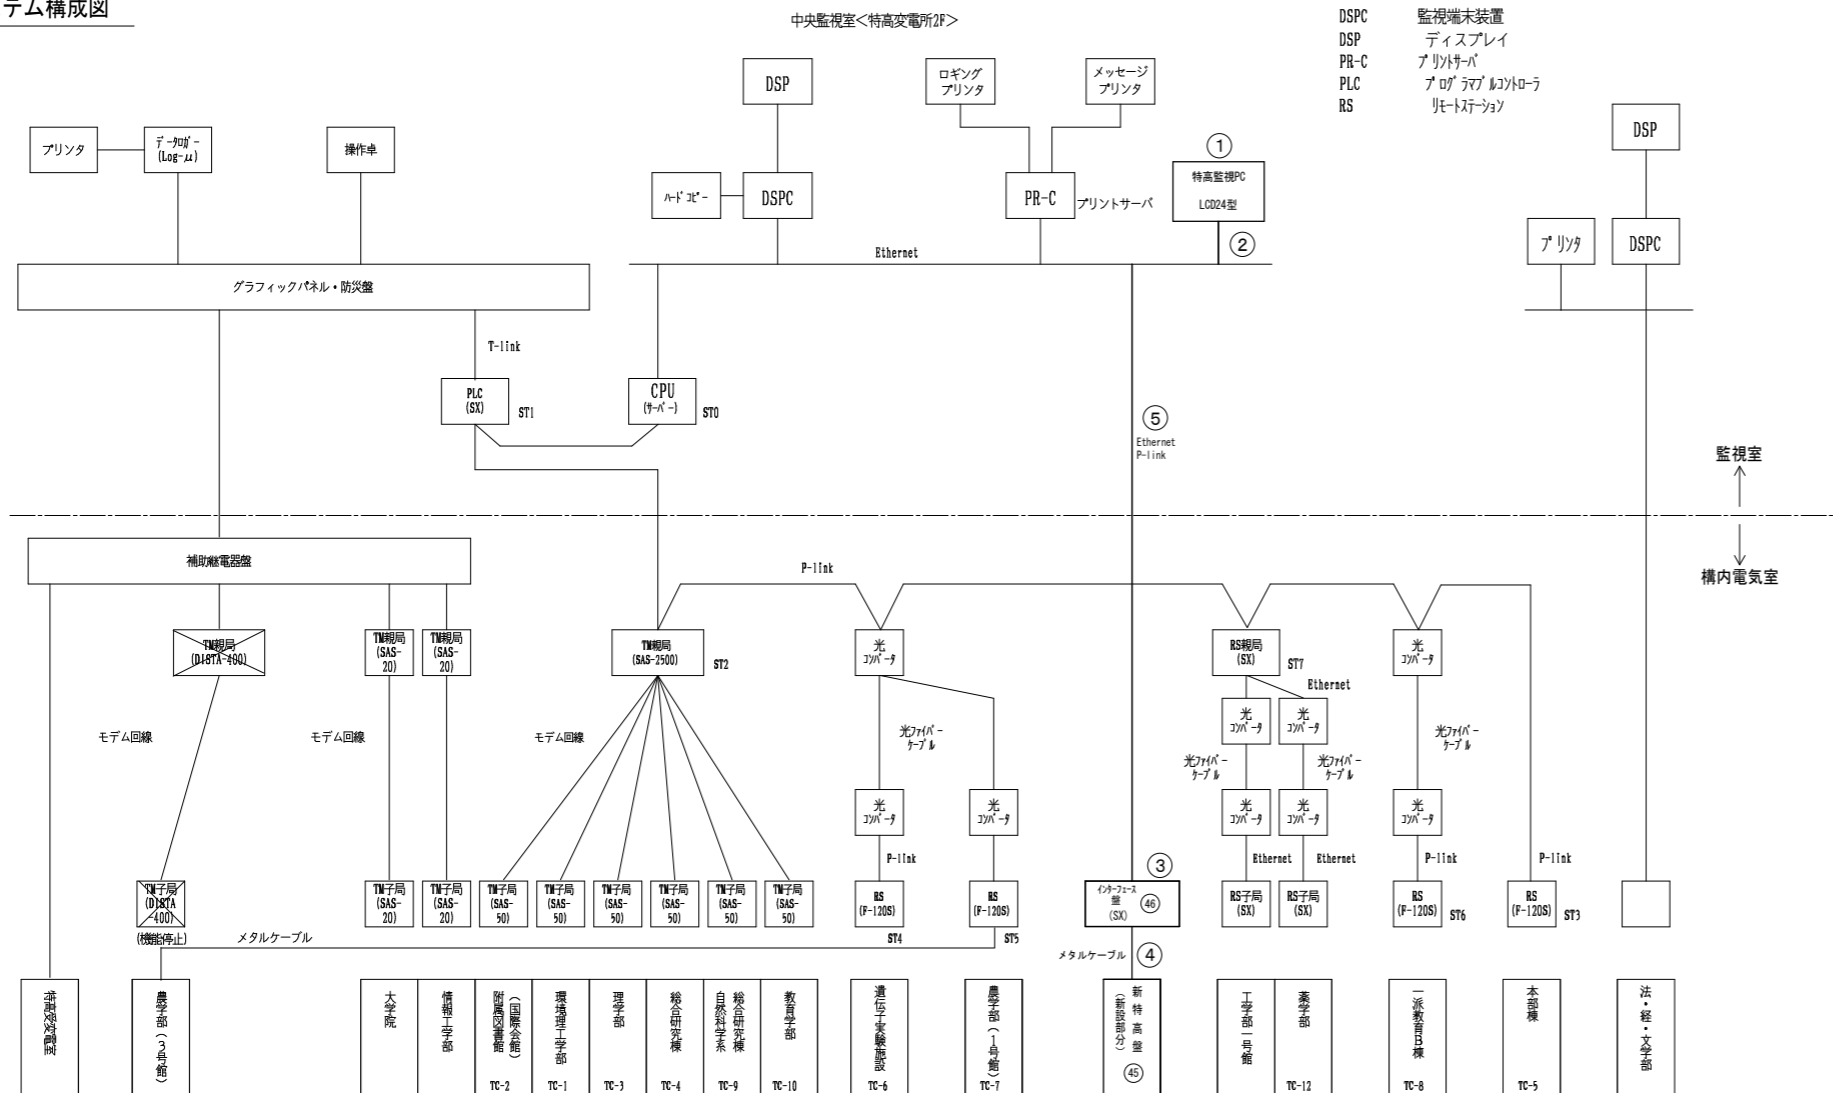 テム構成図
中央監視室＜特高変電所2F＞
DSPC 監視端末装置
DSP ディスプレイ
PR-C プリントサーバ
PLC プログラマブルコントローラ
RS リモートステーション
プリンタ
データロガー
(Log-μ)
操作卓
DSP
ハードコピー
DSPC
ロギング
プリンタ
メッセージ
プリンタ
PR-C
プリントサーバ
①
特高監視PC
LCD24型
②
DSP
プリンタ
DSPC
Ethernet
グラフィックパネル・防災盤
T-link
PLC
(SX)
ST1
CPU
(サーバー)
ST0
⑤
Ethernet
P-link
監視室
構内電気室
補助継電器盤
P-link
TM親局
(DISTA-400)
TM親局
(SAS-
20)
TM親局
(SAS-
20)
TM親局
(SAS-2500)
ST2
光
コンバータ
RS親局
(SX)
ST7
光
コンバータ
Ethernet
モデム回線
モデム回線
モデム回線
光ファイバー
ケーブル
光
コンバータ
光
コンバータ
光ファイバー
ケーブル
光ファイバー
ケーブル
光ファイバー
ケーブル
光
コンバータ
光
コンバータ
光
コンバータ
光
コンバータ
光
コンバータ
P-link
Ethernet
Ethernet
P-link
P-link
TM子局
(DISTA
-400)
(機能停止)
TM子局
(SAS-
20)
TM子局
(SAS-
20)
TM子局
(SAS-
50)
TM子局
(SAS-
50)
TM子局
(SAS-
50)
TM子局
(SAS-
50)
TM子局
(SAS-
50)
TM子局
(SAS-
50)
RS
(F-120S)
ST4
RS
(F-120S)
ST5
③
インターフェース
盤
(SX)
㊻
RS子局
(SX)
RS子局
(SX)
RS
(F-120S)
ST6
RS
(F-120S)
ST3
メタルケーブル
メタルケーブル
④
特高受変電室
農学部（3号館）
大学院
情報工学部
（国際会館）
附属図書館
TC-2
環境理工学部
TC-1
理学部
TC-3
総合研究棟
TC-4
総合研究棟
自然科学系
TC-9
教育学部
TC-10
遺伝子実験施設
TC-6
農学部（1号館）
TC-7
新特高盤
（新設部分）
㊺
工学部一号館
薬学部
TC-12
一派教育B棟
TC-8
本部棟
TC-5
法・経・文学部